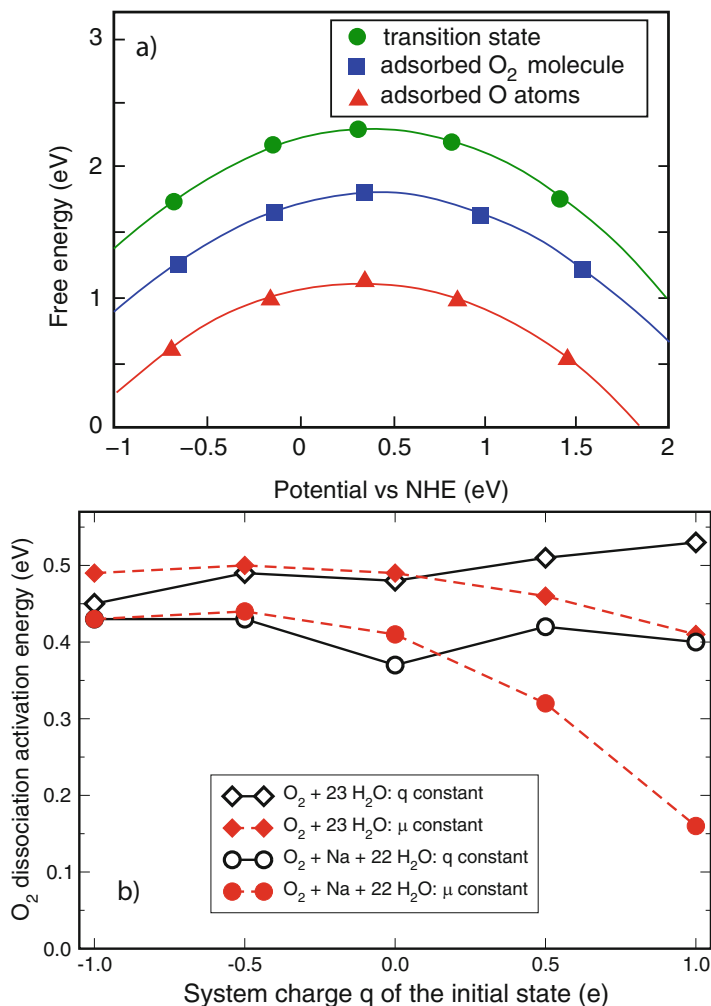 a)
transition state
adsorbed O₂ molecule
adsorbed O atoms
Free energy (eV)
3
2
1
0
−1
−0.5
0
0.5
1
1.5
2
Potential vs NHE (eV)
O₂ dissociation activation energy (eV)
0.5
0.4
0.3
0.2
0.1
0.0
O₂ + 23 H₂O: q constant
O₂ + 23 H₂O: μ constant
O₂ + Na + 22 H₂O: q constant
O₂ + Na + 22 H₂O: μ constant
b)
-1.0
-0.5
0.0
0.5
1.0
System charge q of the initial state (e)